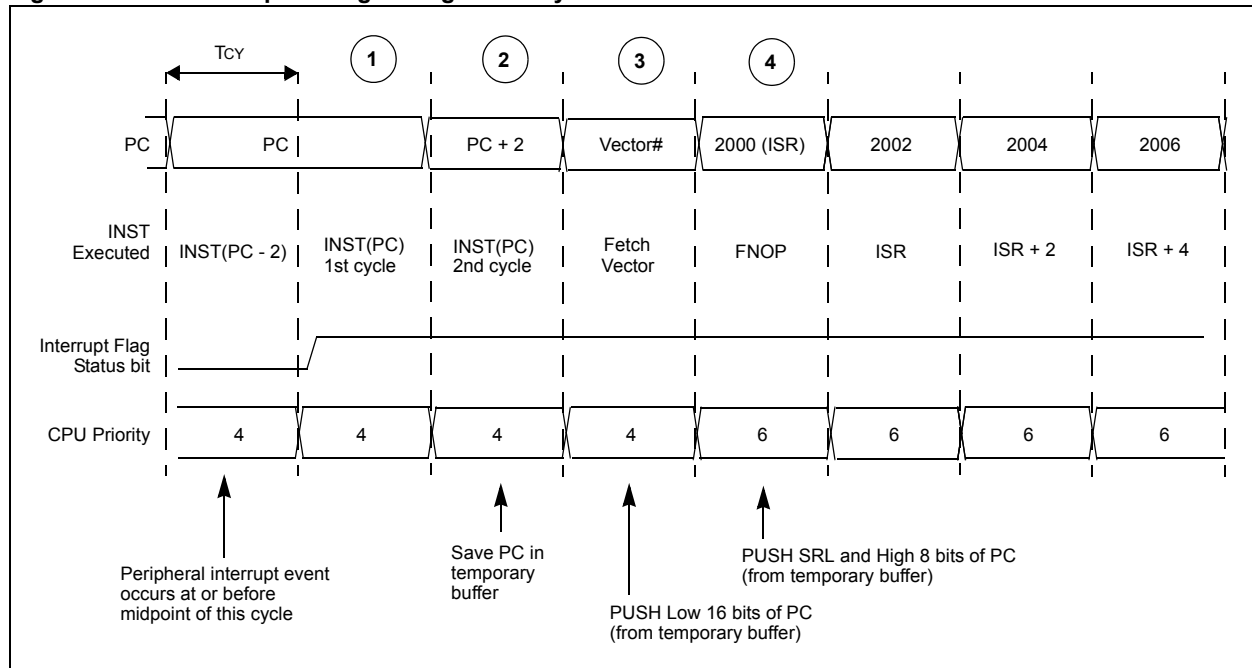 TCY
1
2
3
4
PC
PC
PC + 2
Vector#
2000 (ISR)
2002
2004
2006
INST
Executed
INST(PC - 2)
INST(PC)
1st cycle
INST(PC)
2nd cycle
Fetch
Vector
FNOP
ISR
ISR + 2
ISR + 4
Interrupt Flag
Status bit
CPU Priority
4
4
4
4
6
6
6
6
Peripheral interrupt event
occurs at or before
midpoint of this cycle
Save PC in
temporary
buffer
PUSH Low 16 bits of PC
(from temporary buffer)
PUSH SRL and High 8 bits of PC
(from temporary buffer)